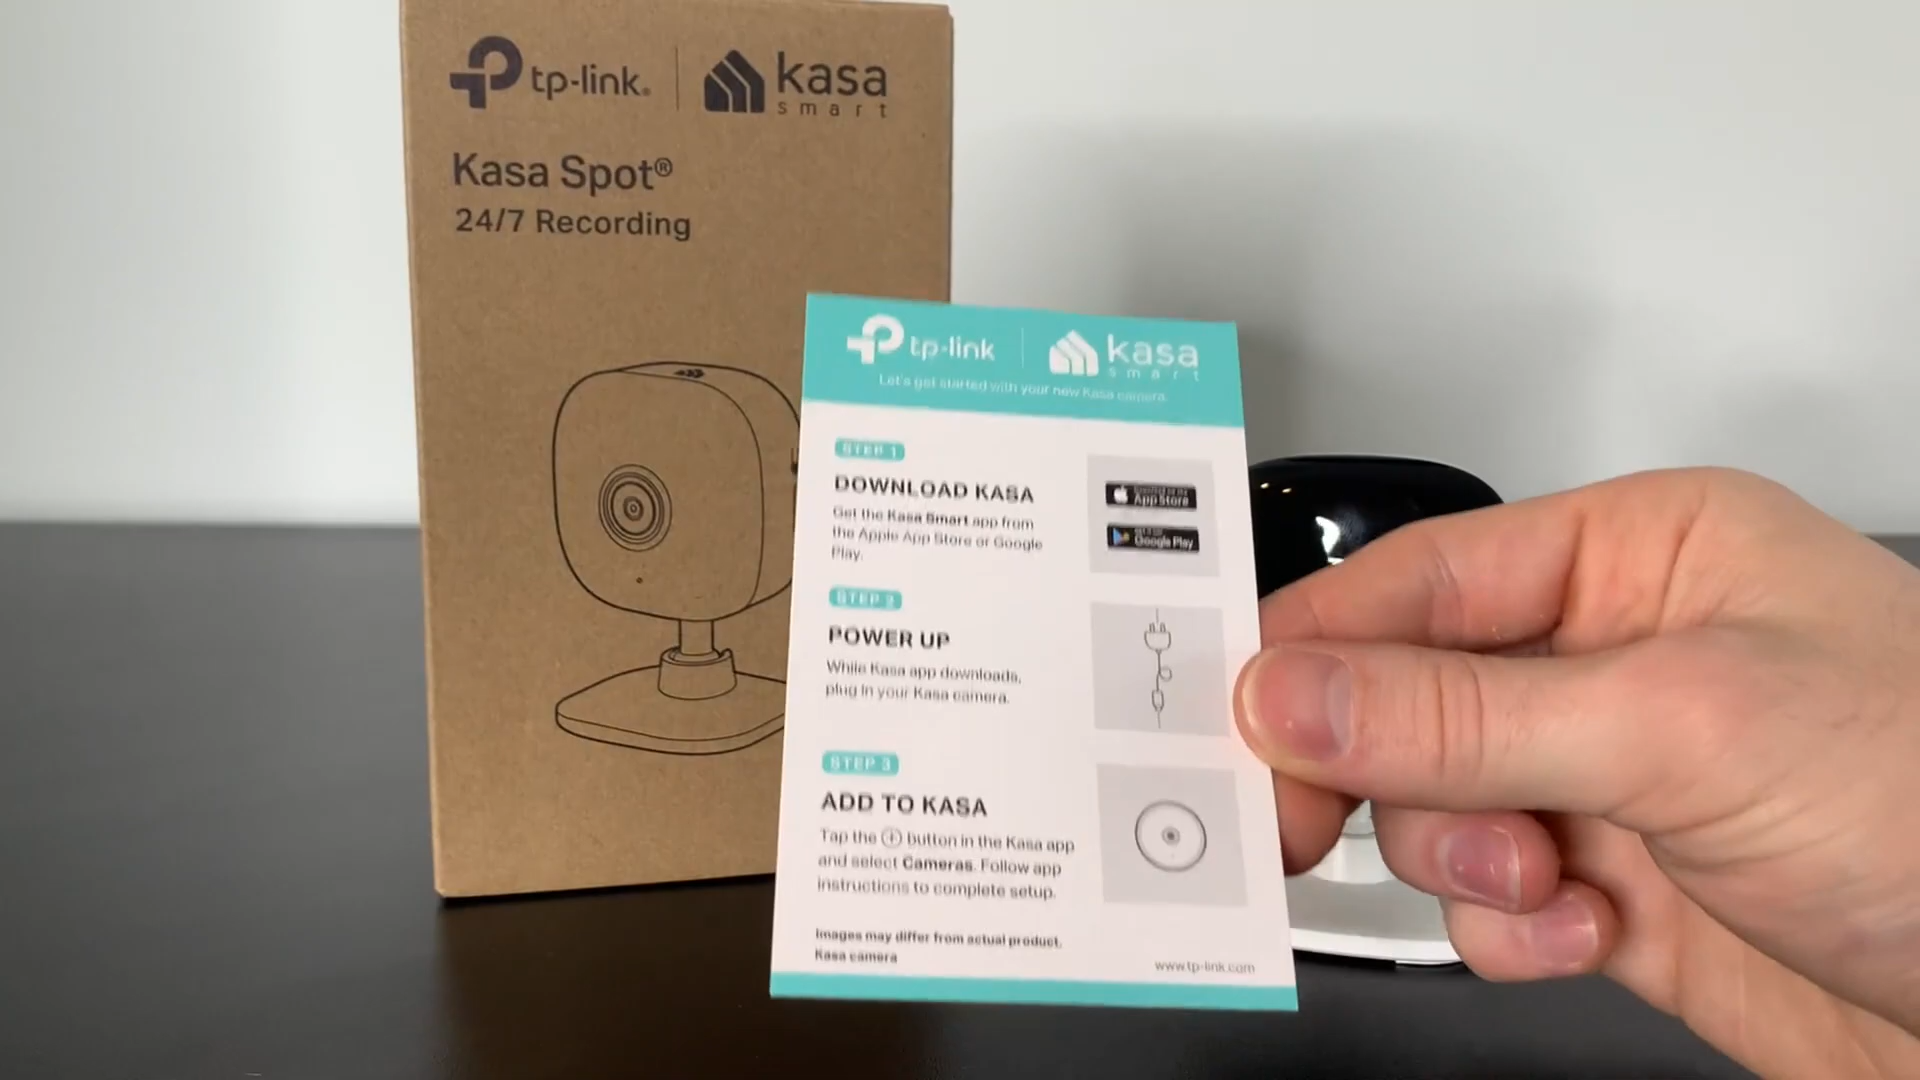 tp-link
kasa
smart
Kasa Spot®
24/7 Recording
tp-link
kasa
smart
Let's get started with your new Kasa camera.
STEP 1
DOWNLOAD KASA
Get the Kasa Smart app from
the Apple App Store or Google
Play.
App Store
Google Play
STEP 2
POWER UP
While Kasa app downloads,
plug in your Kasa camera.
STEP 3
ADD TO KASA
Tap the + button in the Kasa app
and select Cameras. Follow app
instructions to complete setup.
Images may differ from actual product.
Kasa camera
www.tp-link.com